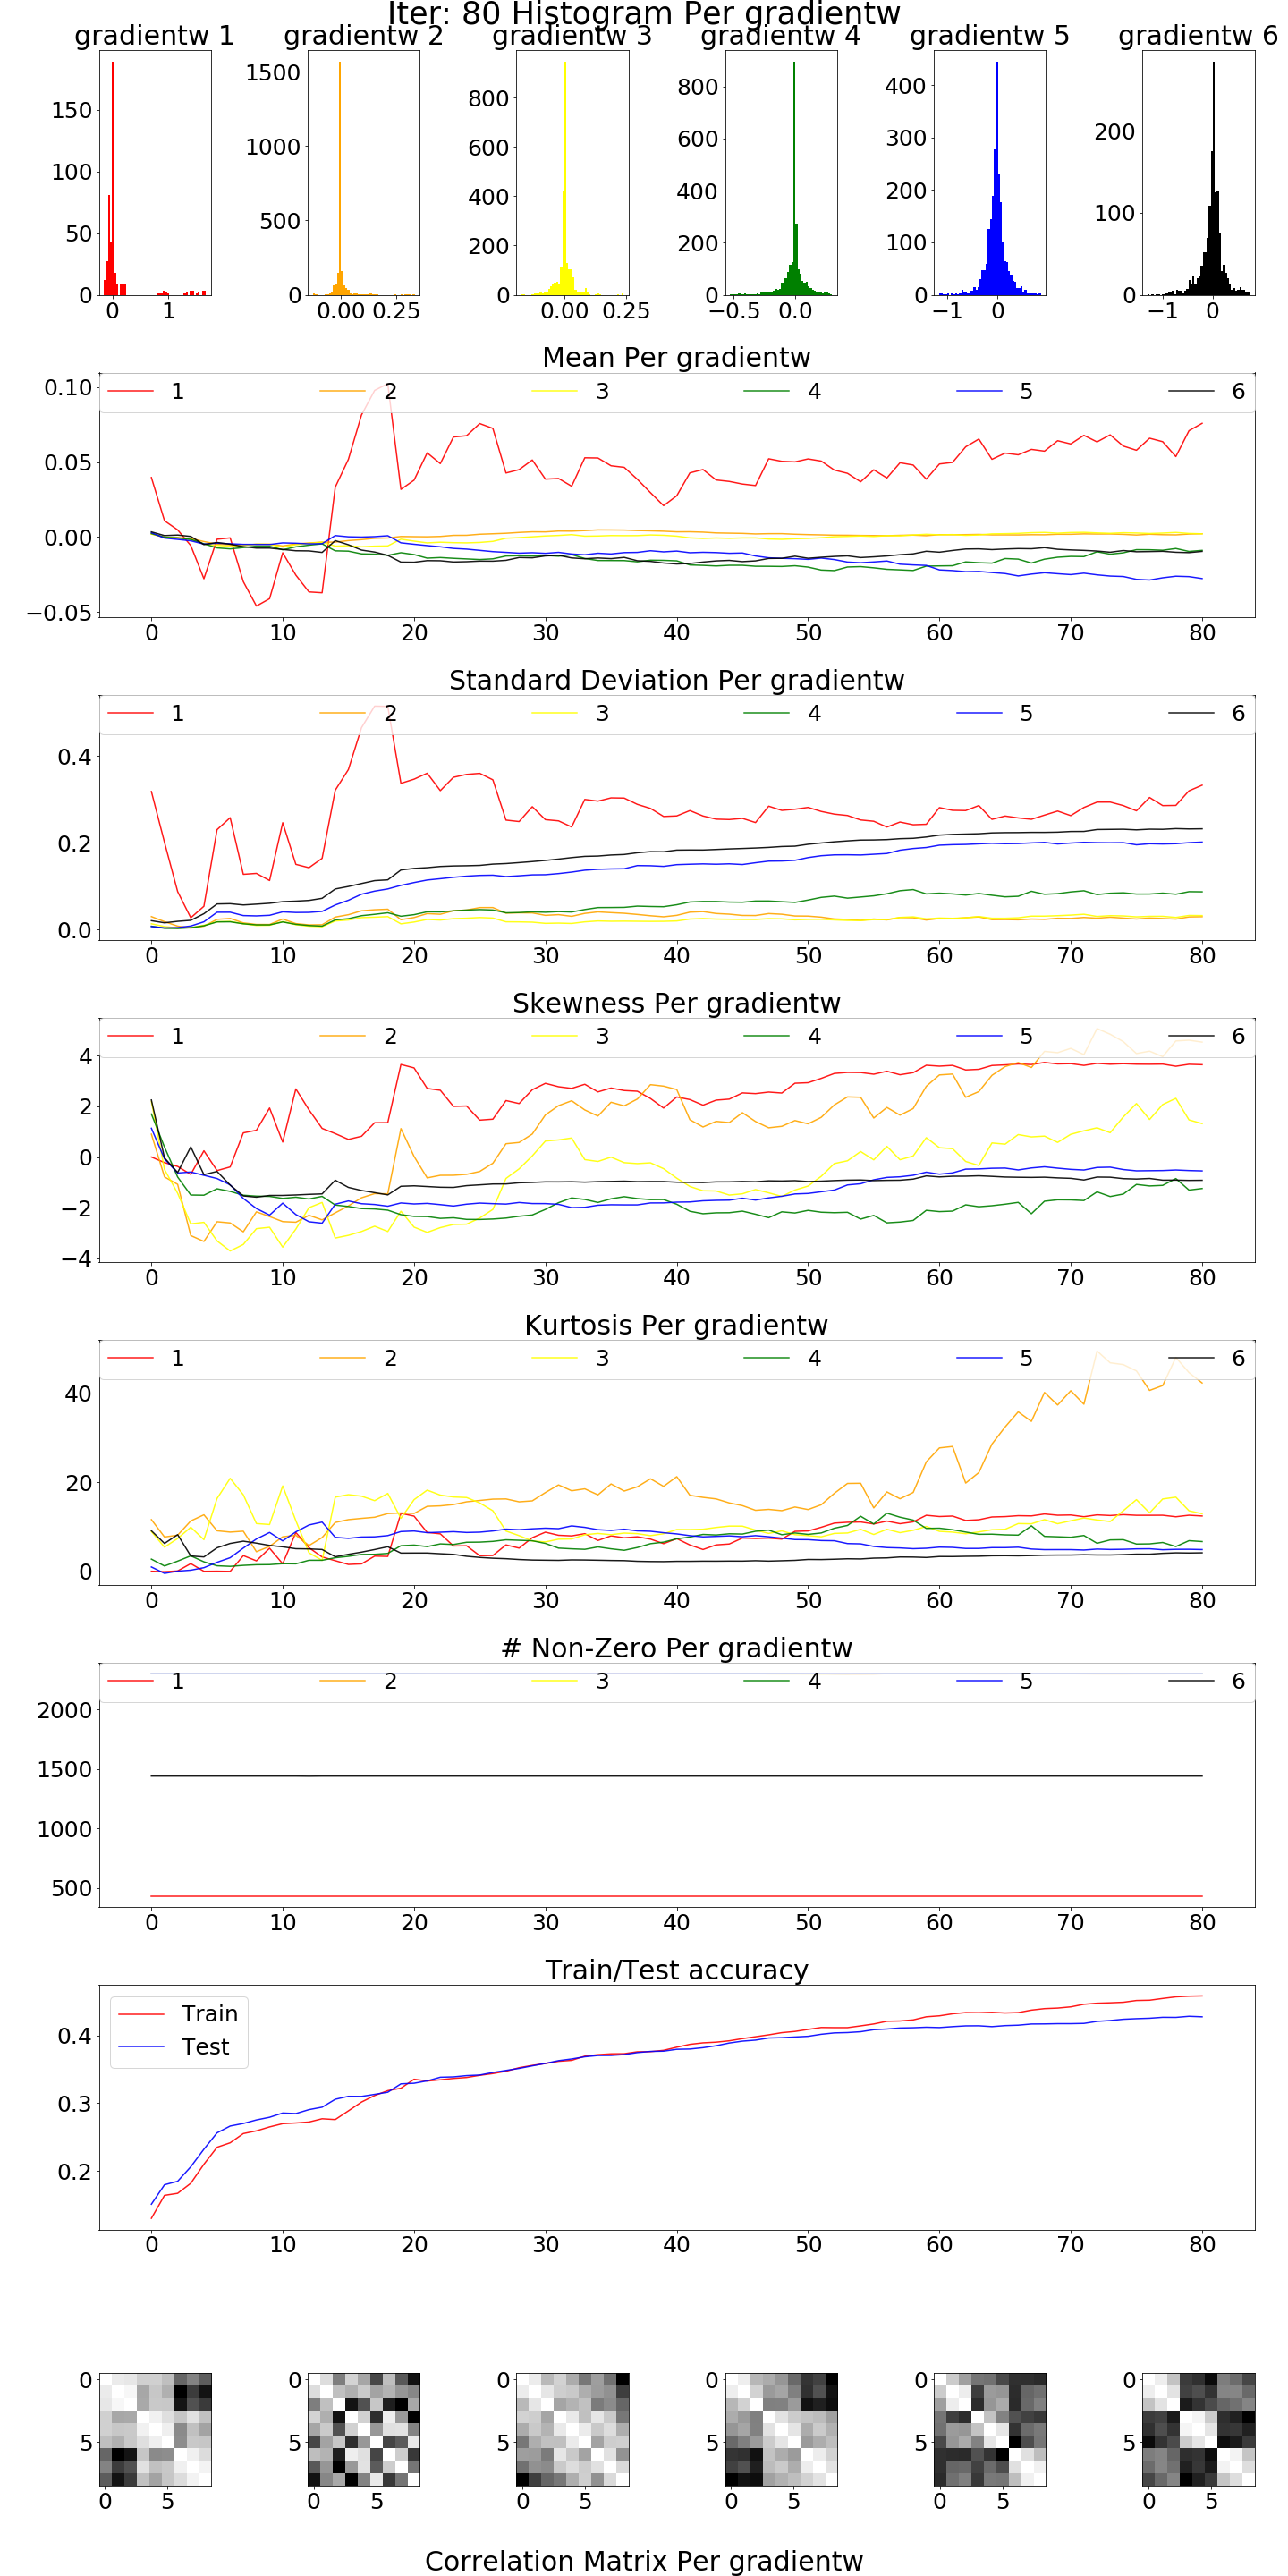 Iter: 80 Histogram Per gradientw
gradientw 1 gradientw 2 gradientw 3 gradientw 4 gradientw 5 gradientw 6
150
100
50
0
0 1
1500
1000
500
0
0.00 0.25
800
600
400
200
0
0.00 0.25
800
600
400
200
0
−0.5 0.0
400
300
200
100
0
−1 0
200
100
0
−1 0
Mean Per gradientw
1 2 3 4 5 6
0.10
0.05
0.00
−0.05
0 10 20 30 40 50 60 70 80
Standard Deviation Per gradientw
1 2 3 4 5 6
0.4
0.2
0.0
0 10 20 30 40 50 60 70 80
Skewness Per gradientw
1 2 3 4 5 6
4
2
0
−2
−4
0 10 20 30 40 50 60 70 80
Kurtosis Per gradientw
1 2 3 4 5 6
40
20
0
0 10 20 30 40 50 60 70 80
# Non-Zero Per gradientw
1 2 3 4 5 6
2000
1500
1000
500
0 10 20 30 40 50 60 70 80
Train/Test accuracy
Train
Test
0.4
0.3
0.2
0 10 20 30 40 50 60 70 80
0 0 0 0 0 0
5 5 5 5 5 5
0 5 0 5 0 5 0 5 0 5 0 5
Correlation Matrix Per gradientw